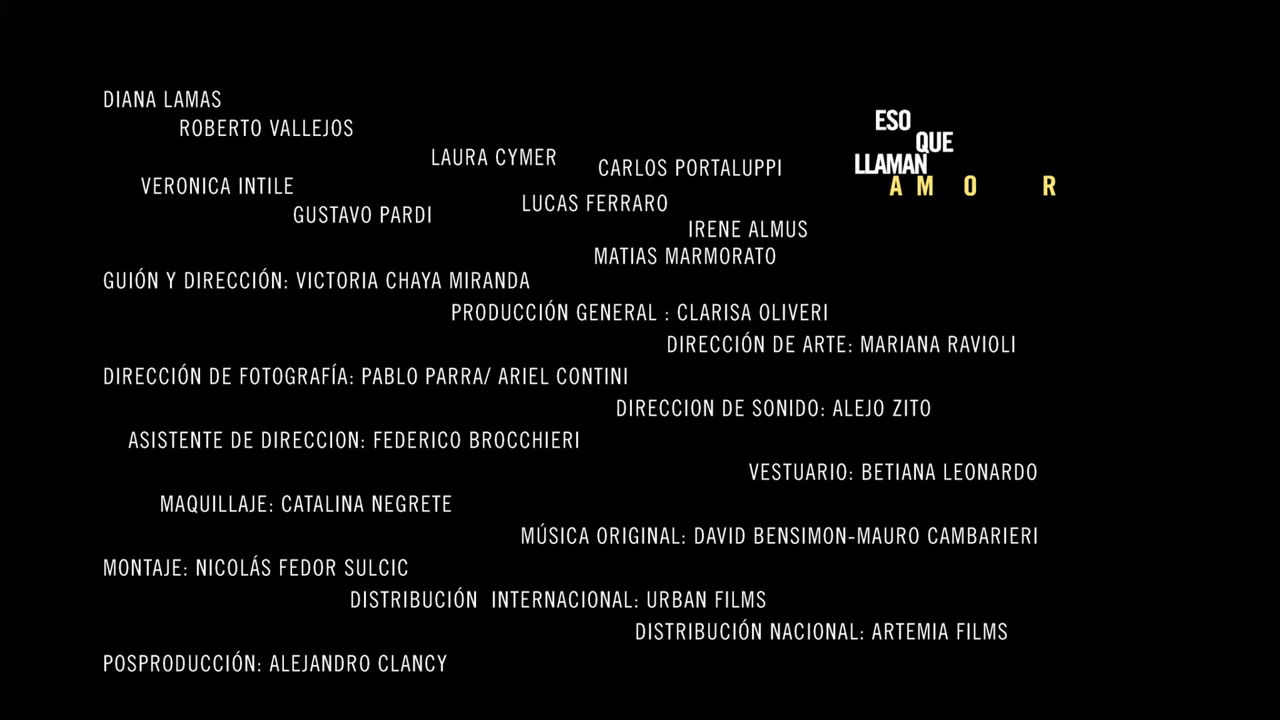 DIANA LAMAS
ROBERTO VALLEJOS
LAURA CYMER
CARLOS PORTALUPPI
VERONICA INTILE
LUCAS FERRARO
GUSTAVO PARDI
IRENE ALMUS
MATIAS MARMORATO
ESO
QUE
LLAMAN
A M O R
GUIÓN Y DIRECCIÓN: VICTORIA CHAYA MIRANDA
PRODUCCIÓN GENERAL : CLARISA OLIVERI
DIRECCIÓN DE ARTE: MARIANA RAVIOLI
DIRECCIÓN DE FOTOGRAFÍA: PABLO PARRA/ ARIEL CONTINI
DIRECCION DE SONIDO: ALEJO ZITO
ASISTENTE DE DIRECCION: FEDERICO BROCCHIERI
VESTUARIO: BETIANA LEONARDO
MAQUILLAJE: CATALINA NEGRETE
MÚSICA ORIGINAL: DAVID BENSIMON-MAURO CAMBARIERI
MONTAJE: NICOLÁS FEDOR SULCIC
DISTRIBUCIÓN INTERNACIONAL: URBAN FILMS
DISTRIBUCIÓN NACIONAL: ARTEMIA FILMS
POSPRODUCCIÓN: ALEJANDRO CLANCY